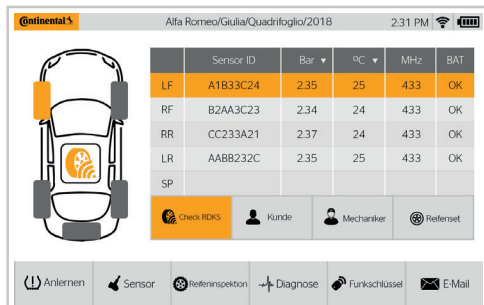 Continental
Alfa Romeo/Giulia/Quadrifoglio/2018
2:31 PM
Sensor ID Bar ▼ ºC ▼ MHz BAT
LF A1B33C24 2.35 25 433 OK
RF B2AA3C23 2.34 24 433 OK
RR CC233A21 2.37 24 433 OK
LR AABB232C 2.35 25 433 OK
SP
Check RDKS Kunde Mechaniker Reifenset
Anlernen Sensor Reifeninspektion Diagnose Funkschlüssel E-Mail